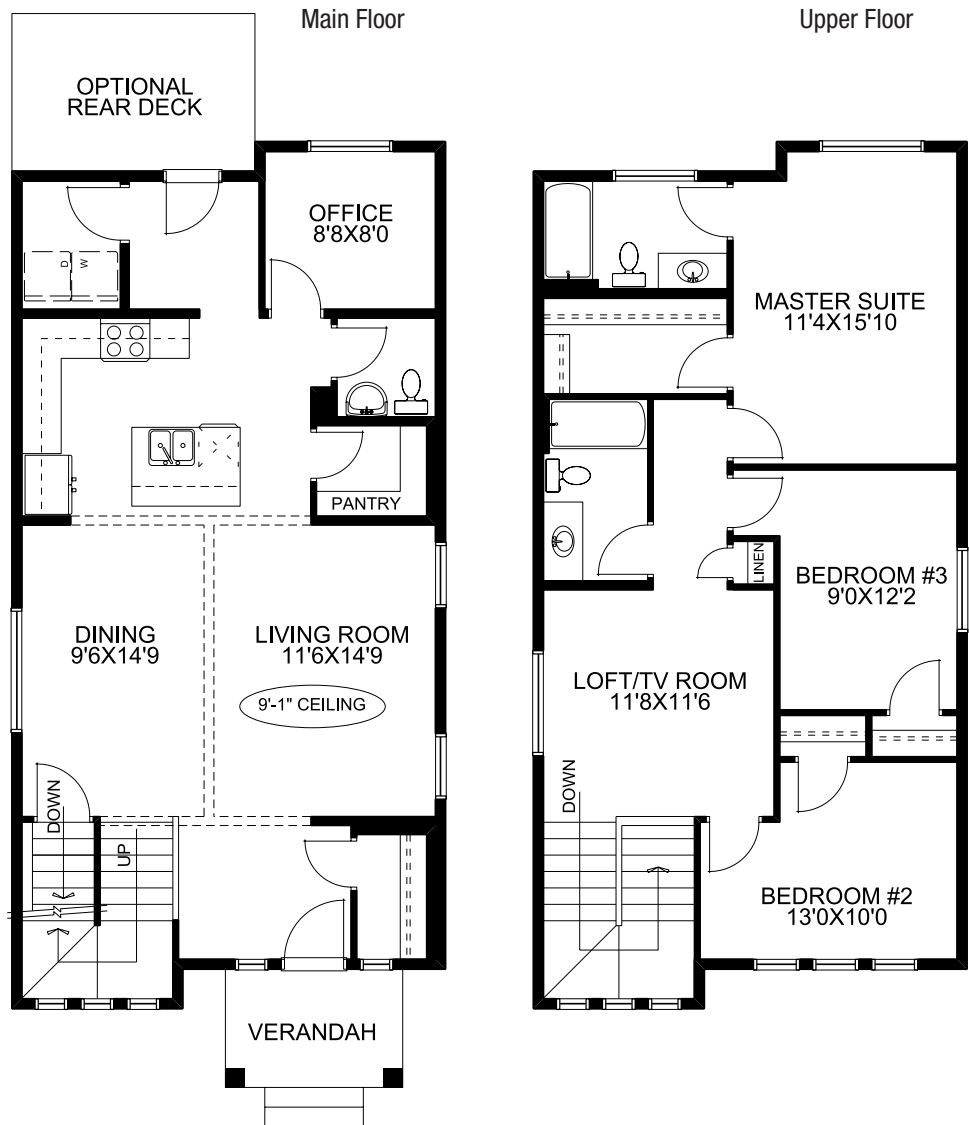 Main Floor
OPTIONAL
REAR DECK
OFFICE
8'8X8'0
D
W
PANTRY
DINING
9'6X14'9
LIVING ROOM
11'6X14'9
9'-1" CEILING
DOWN
UP
VERANDAH
Upper Floor
MASTER SUITE
11'4X15'10
LINEN
BEDROOM #3
9'0X12'2
LOFT/TV ROOM
11'8X11'6
DOWN
BEDROOM #2
13'0X10'0